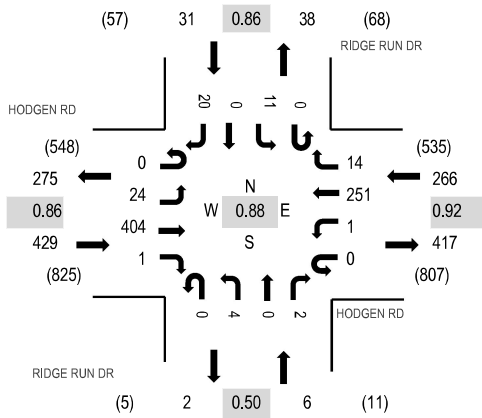 (57) 31 0.86 38 (68)
RIDGE RUN DR
20 0 11 0
HODGEN RD
(548) (535)
275 0 14 266
24 N 251
0.86 W 0.88 E 0.92
404 S 1
429 1 0 417
(825) (807)
0 4 0 2
HODGEN RD
RIDGE RUN DR
(5) 2 0.50 6 (11)